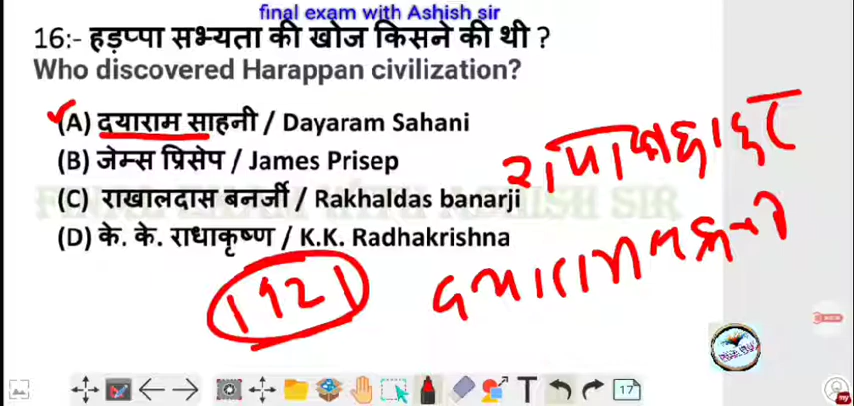 final exam with Ashish sir
16:- हड़प्पा सभ्यता की खोज किसने की थी ?
Who discovered Harappan civilization?
(A) दयाराम साहनी / Dayaram Sahani
(B) जेम्स प्रिसेप / James Prisep
(C) राखालदास बनर्जी / Rakhaldas banarji
(D) के. के. राधाकृष्ण / K.K. Radhakrishna
1921
T
17